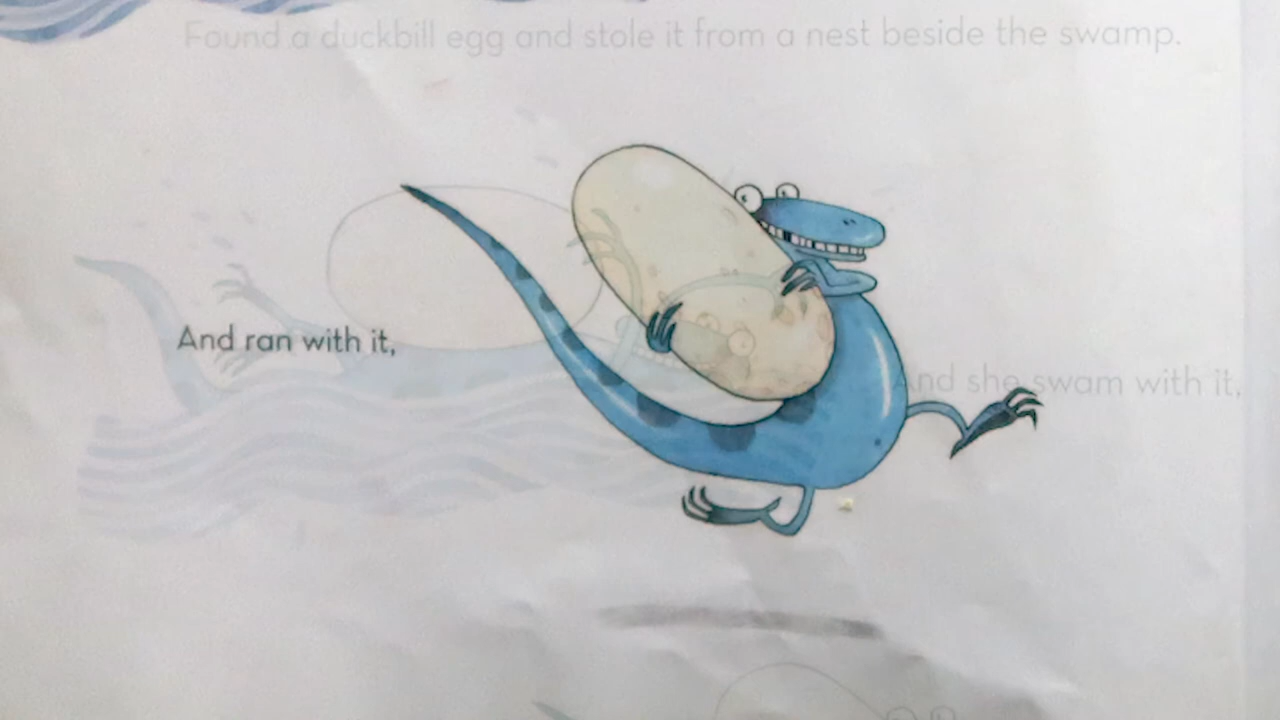 Found a duckbill egg and stole it from a nest beside the swamp.
And ran with it,
And she swam with it,